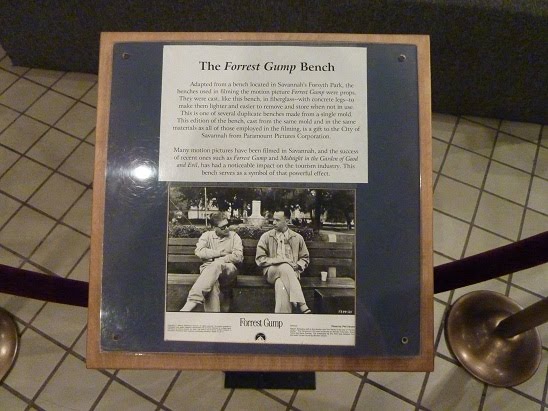 The Forrest Gump Bench
Adapted from a bench located in Savannah's Forsyth Park, the
benches used in filming the motion picture Forrest Gump were props.
They were cast, like this bench, in fiberglass--with concrete legs--to
make them lighter and easier to remove and store when not in use.
This is one of several duplicate benches made from a single mold.
This edition of the bench, cast from the same mold and in the same
materials as all of those employed in the filming, is a gift to the City of
Savannah from Paramount Pictures Corporation.
Many motion pictures have been filmed in Savannah, and the success
of recent ones such as Forrest Gump and Midnight in the Garden of Good
and Evil, has had a noticeable impact on the tourism industry. This
bench serves as a symbol of that powerful effect.
Forrest Gump